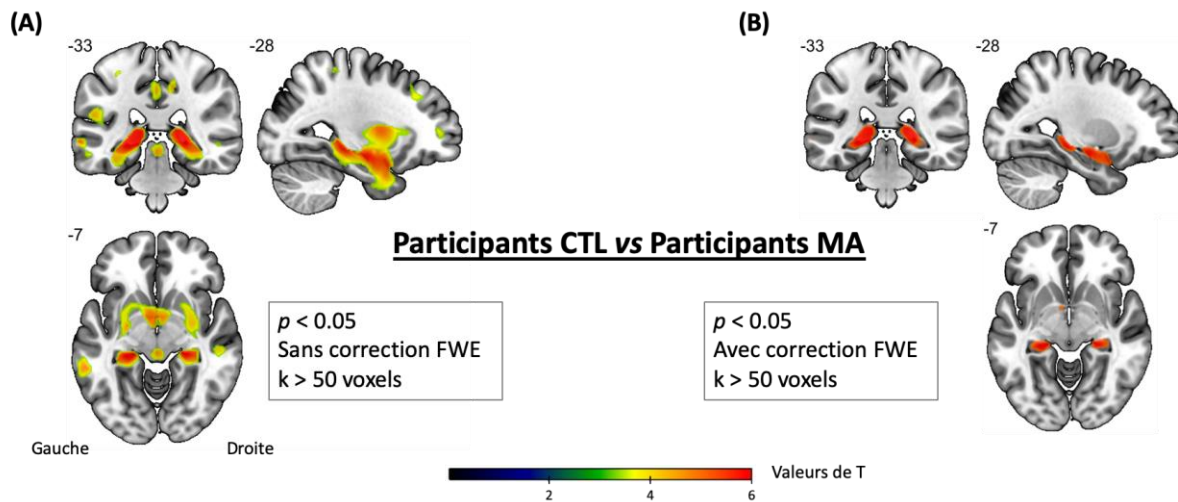 (A)
-33
-28
-7
(B)
-33
-28
-7
Participants CTL vs Participants MA
p < 0.05
Sans correction FWE
k > 50 voxels
p < 0.05
Avec correction FWE
k > 50 voxels
Gauche
Droite
Valeurs de T
2
4
6